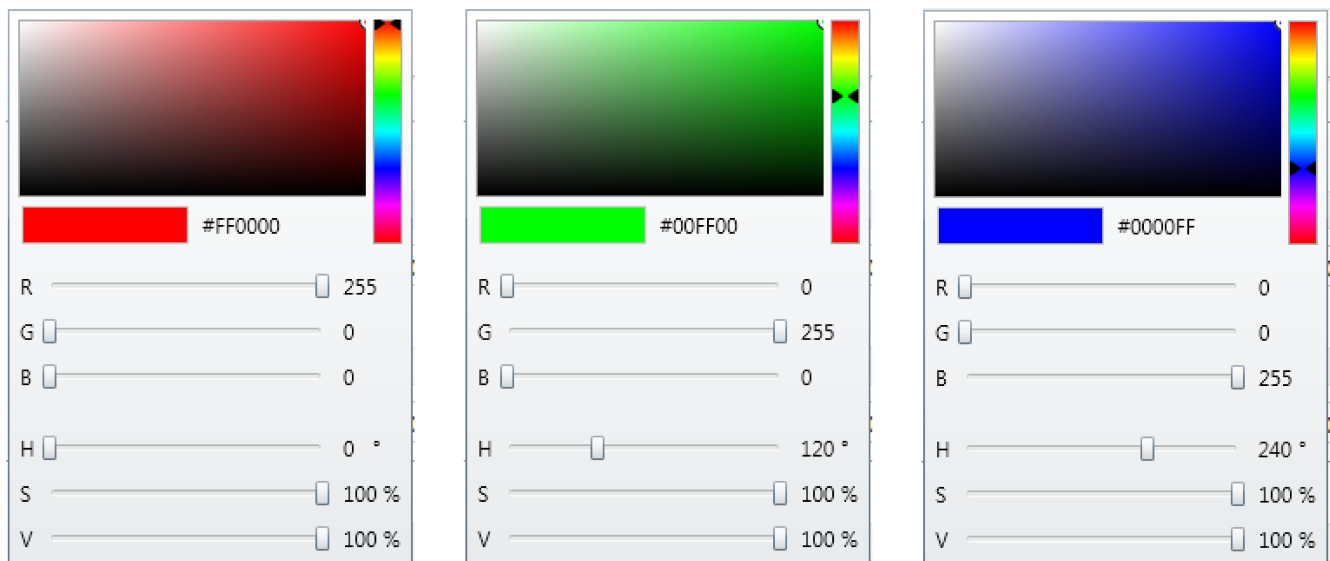 #FF0000
R 255
G 0
B 0
H 0 °
S 100 %
V 100 %
#00FF00
R 0
G 255
B 0
H 120 °
S 100 %
V 100 %
#0000FF
R 0
G 0
B 255
H 240 °
S 100 %
V 100 %